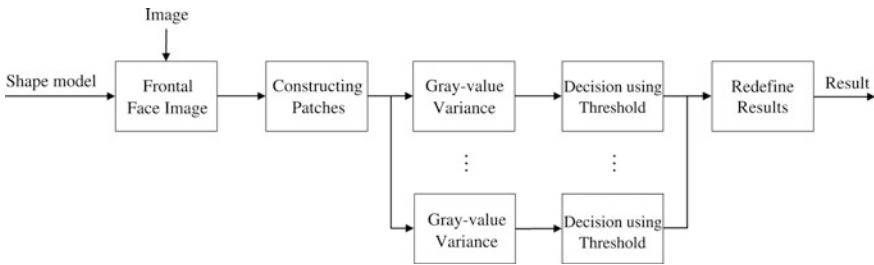 Image
Shape model
Frontal
Face Image
Constructing
Patches
Gray-value
Variance
Decision using
Threshold
Redefine
Results
Result
Gray-value
Variance
Decision using
Threshold